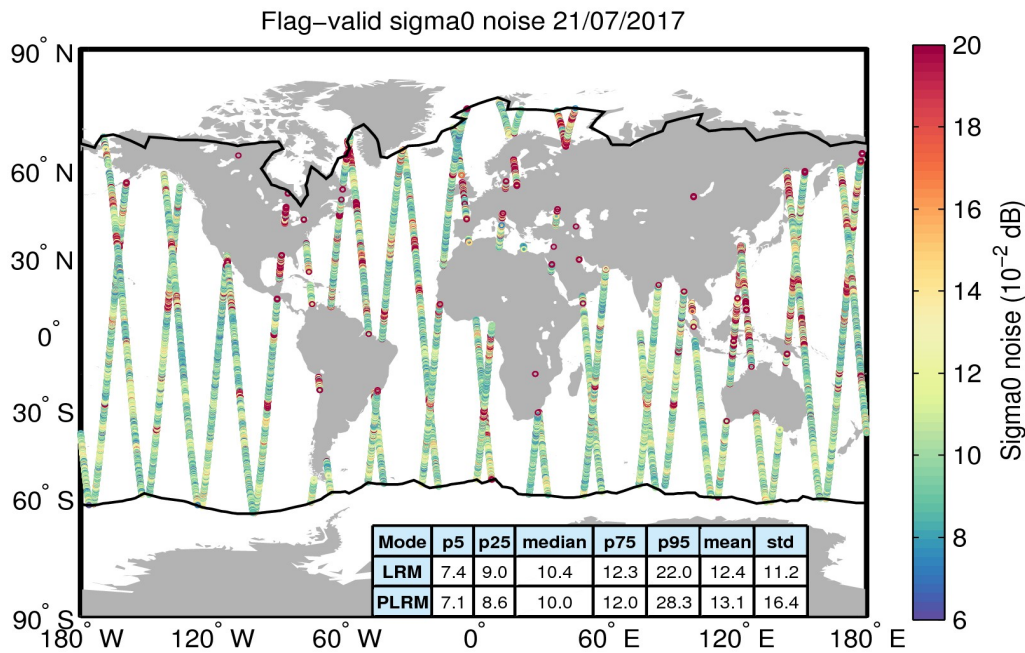 Flag−valid sigma0 noise 21/07/2017
90° N
60° N
30° N
0°
30° S
60° S
90° S
180° W 120° W 60° W 0° 60° E 120° E 180° E
Mode p5 p25 median p75 p95 mean std
LRM 7.4 9.0 10.4 12.3 22.0 12.4 11.2
PLRM 7.1 8.6 10.0 12.0 28.3 13.1 16.4
20
18
16
14
12
10
8
6
Sigma0 noise (10⁻² dB)